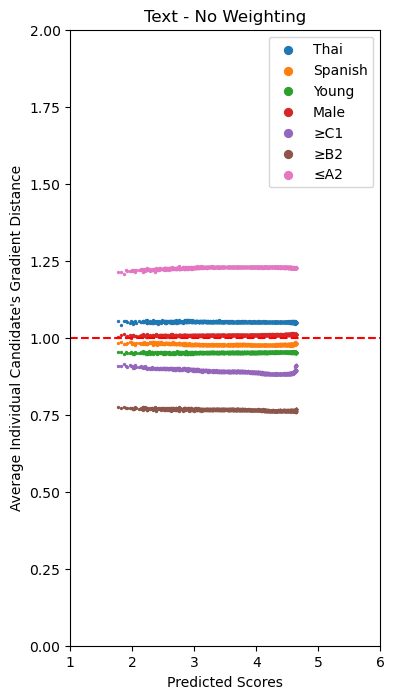 Text - No Weighting
Thai
Spanish
Young
Male
≥C1
≥B2
≤A2
Average Individual Candidate's Gradient Distance
2.00
1.75
1.50
1.25
1.00
0.75
0.50
0.25
0.00
1
2
3
4
5
6
Predicted Scores